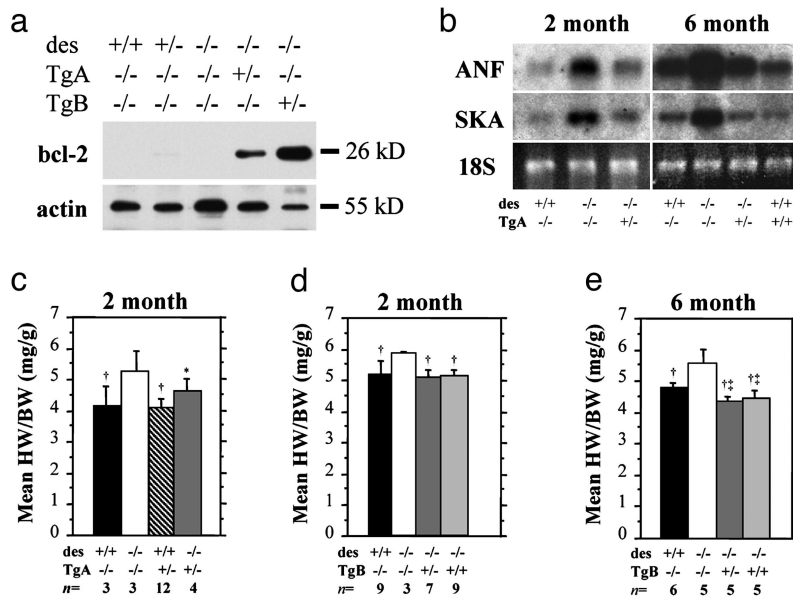 a
des +/+ +/- -/- -/- -/-
TgA -/- -/- -/- +/- -/-
TgB -/- -/- -/- -/- +/-
bcl-2 26 kD
actin 55 kD
b
2 month 6 month
ANF
SKA
18S
des +/+ -/- -/- +/+ -/- -/- +/+
TgA -/- -/- +/- -/- -/- +/- +/+
c
2 month
Mean HW/BW (mg/g)
7
6
5
4
3
2
1
0
† † *
des +/+ -/- +/+ -/-
TgA -/- -/- +/- +/-
n= 3 3 12 4
d
2 month
Mean HW/BW (mg/g)
7
6
5
4
3
2
1
0
† † †
des +/+ -/- -/- -/-
TgB -/- -/- +/- +/+
n= 9 3 7 9
e
6 month
Mean HW/BW (mg/g)
7
6
5
4
3
2
1
0
† †‡ †‡
des +/+ -/- -/- -/-
TgB -/- -/- +/- +/+
n= 6 5 5 5